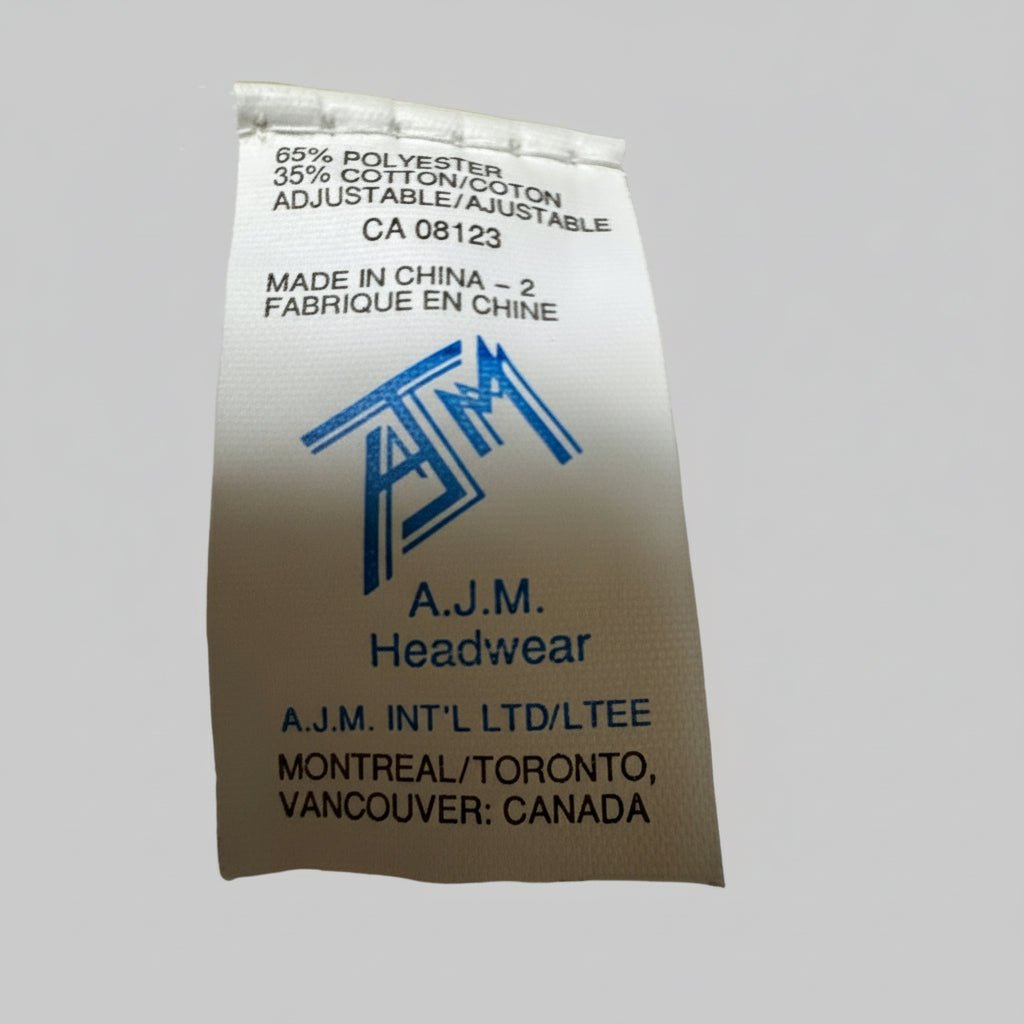 65% POLYESTER
35% COTTON/COTON
ADJUSTABLE/AJUSTABLE
CA 08123
MADE IN CHINA - 2
FABRIQUE EN CHINE
AJM
A.J.M.
Headwear
A.J.M. INT'L LTD/LTEE
MONTREAL/TORONTO,
VANCOUVER: CANADA